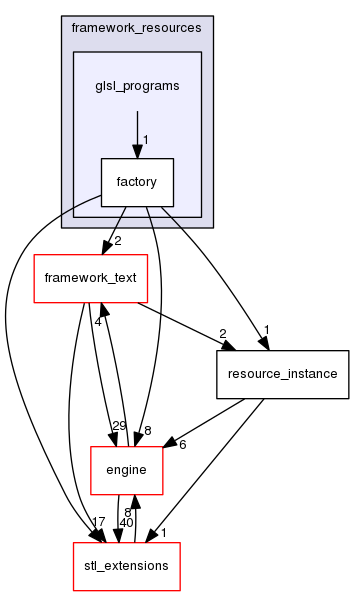 framework_resources
glsl_programs
1
factory
2
framework_text
4
2
1
resource_instance
29
8
6
engine
17
8
40
1
stl_extensions